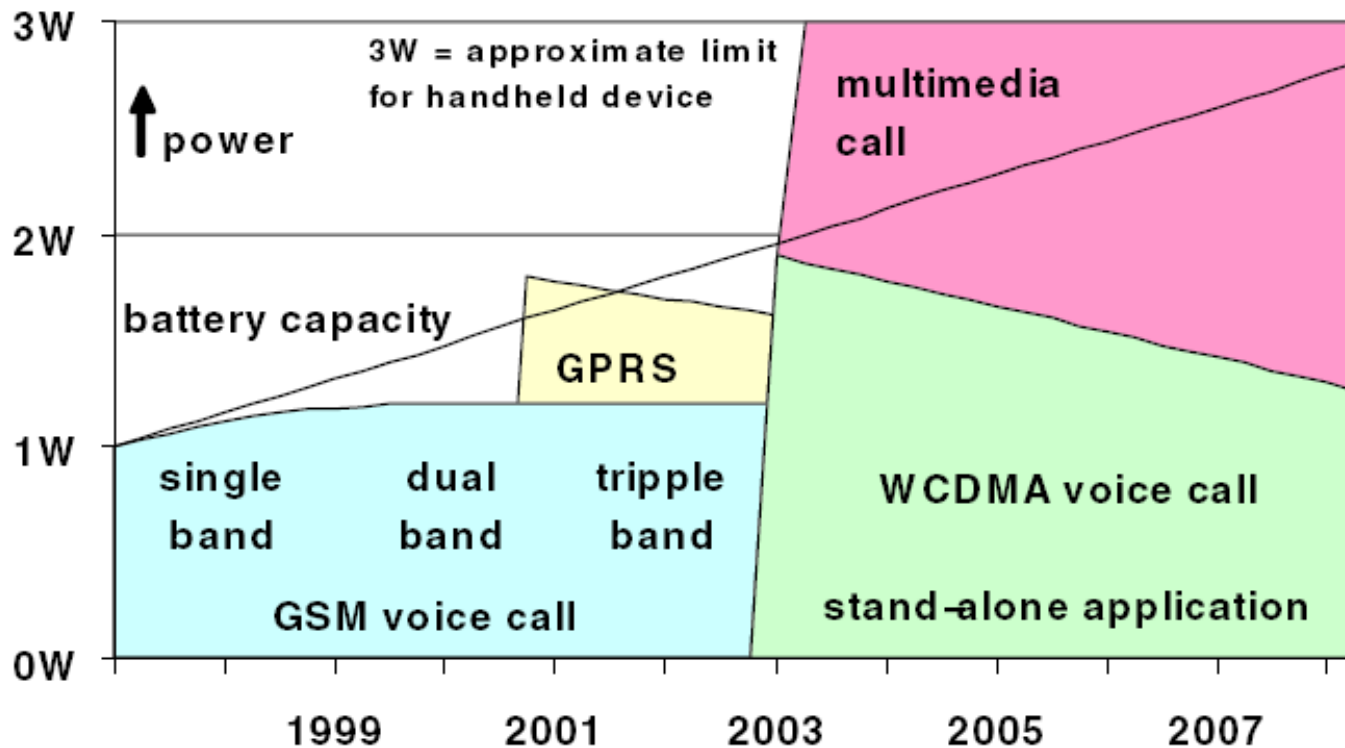 3W
3W = approximate limit
for handheld device
multimedia
call
power
2W
battery capacity
GPRS
1W
single
band
dual
band
tripple
band
WCDMA voice call
GSM voice call
stand-alone application
0W
1999
2001
2003
2005
2007